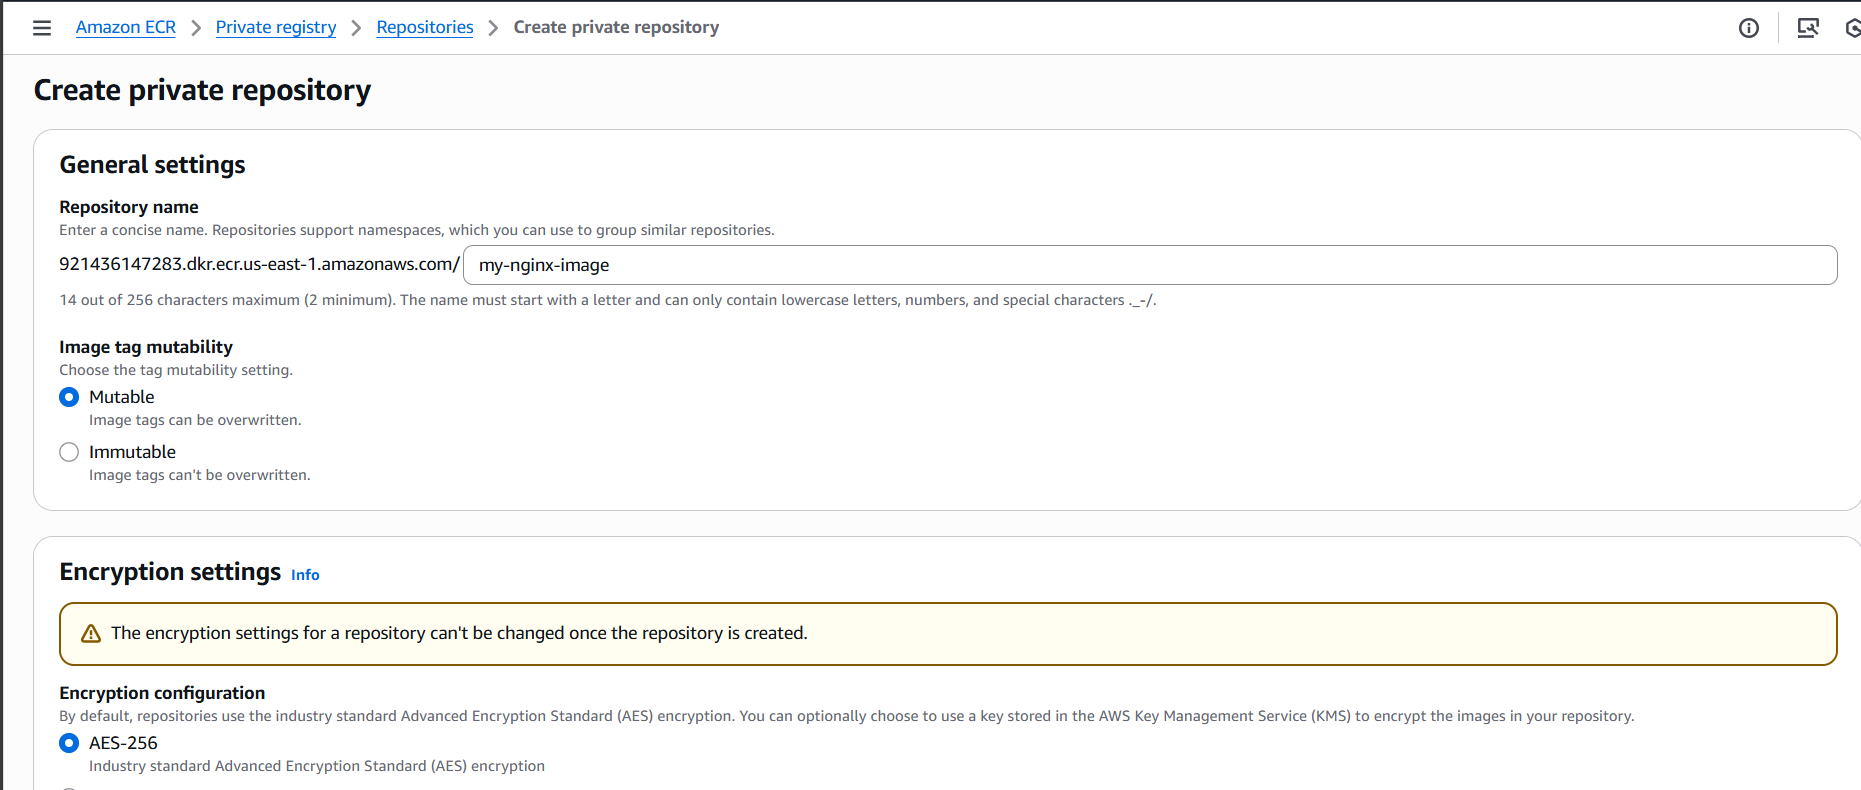 Amazon ECR > Private registry > Repositories > Create private repository
Create private repository
General settings
Repository name
Enter a concise name. Repositories support namespaces, which you can use to group similar repositories.
921436147283.dkr.ecr.us-east-1.amazonaws.com/ my-nginx-image
14 out of 256 characters maximum (2 minimum). The name must start with a letter and can only contain lowercase letters, numbers, and special characters ._-/.
Image tag mutability
Choose the tag mutability setting.
Mutable
Image tags can be overwritten.
Immutable
Image tags can't be overwritten.
Encryption settings Info
The encryption settings for a repository can't be changed once the repository is created.
Encryption configuration
By default, repositories use the industry standard Advanced Encryption Standard (AES) encryption. You can optionally choose to use a key stored in the AWS Key Management Service (KMS) to encrypt the images in your repository.
AES-256
Industry standard Advanced Encryption Standard (AES) encryption